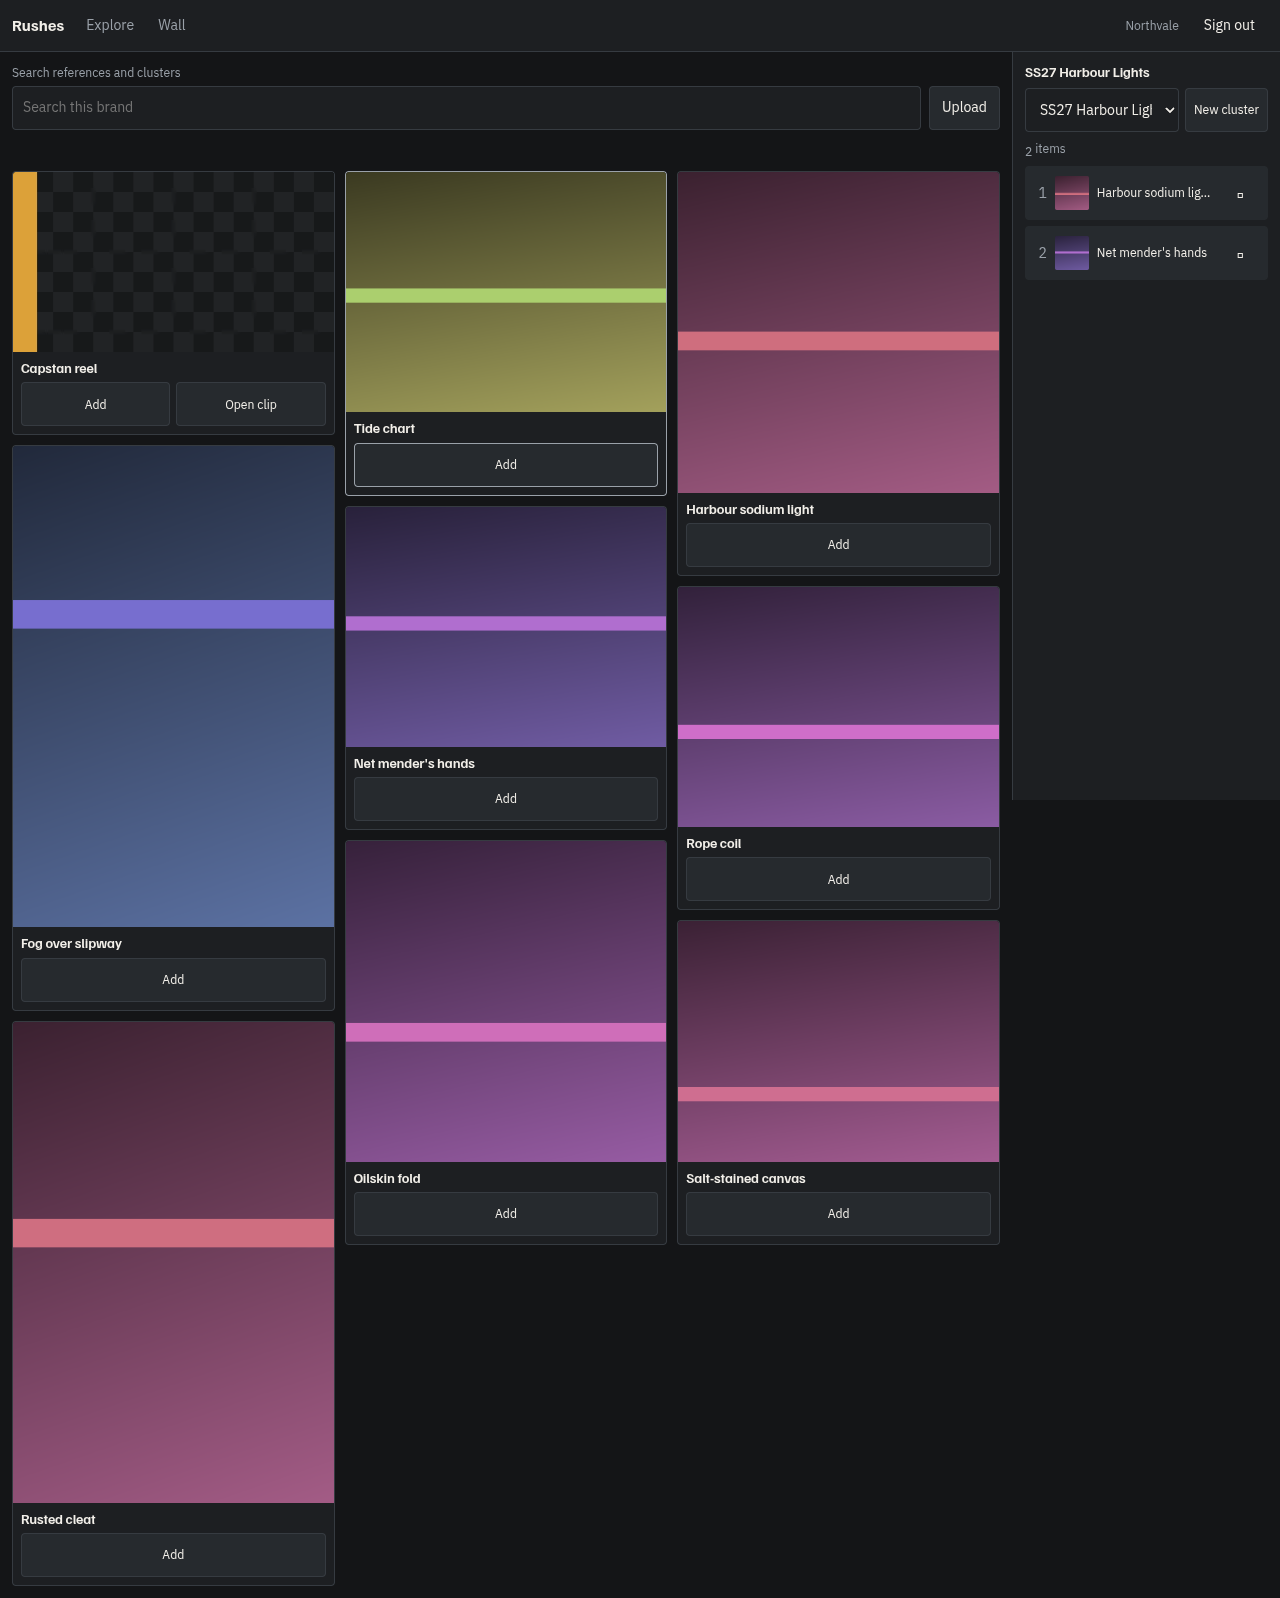 Rushes
Explore
Wall
Northvale
Sign out
Search references and clusters
Search this brand
Upload
Capstan reel
Add
Open clip
Fog over slipway
Add
Rusted cleat
Add
Tide chart
Add
Net mender's hands
Add
Oilskin fold
Add
Harbour sodium light
Add
Rope coil
Add
Salt-stained canvas
Add
SS27 Harbour Lights
SS27 Harbour Ligh
New cluster
2 items
1 Harbour sodium lig...
2 Net mender's hands